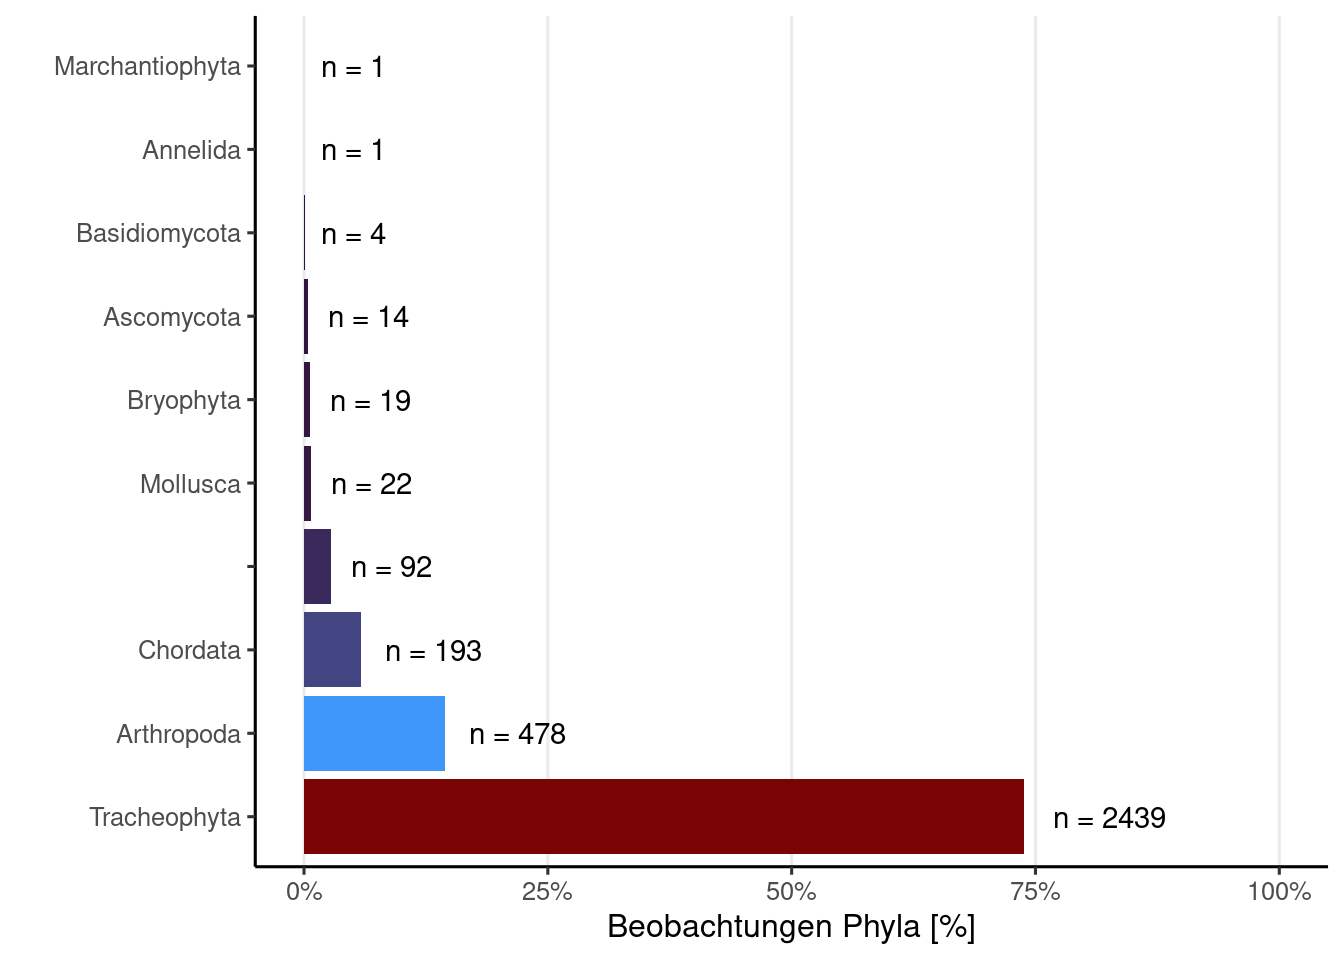 Marchantiophyta n = 1
Annelida n = 1
Basidiomycota n = 4
Ascomycota n = 14
Bryophyta n = 19
Mollusca n = 22
n = 92
Chordata n = 193
Arthropoda n = 478
Tracheophyta n = 2439
0% 25% 50% 75% 100%
Beobachtungen Phyla [%]